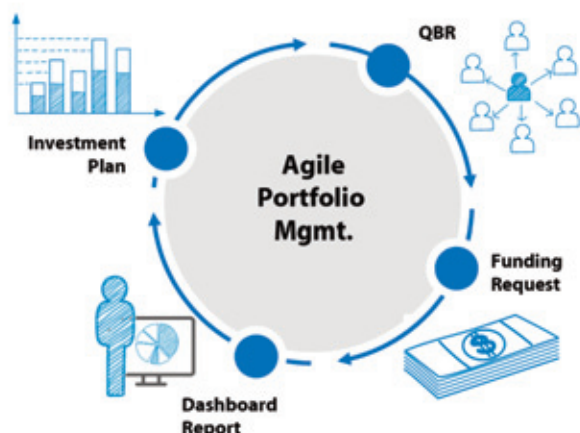 QBR
Investment
Plan
Agile
Portfolio
Mgmt.
Funding
Request
$
Dashboard
Report